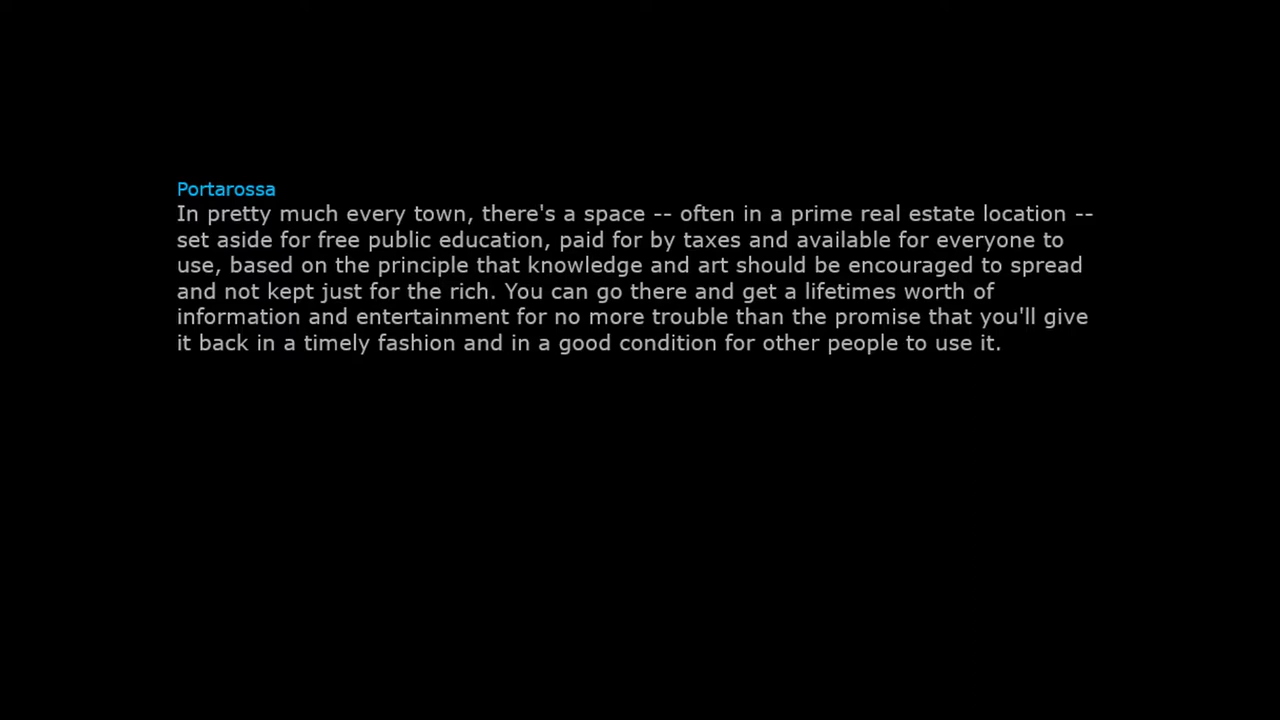 Portarossa
In pretty much every town, there's a space -- often in a prime real estate location --
set aside for free public education, paid for by taxes and available for everyone to
use, based on the principle that knowledge and art should be encouraged to spread
and not kept just for the rich. You can go there and get a lifetimes worth of
information and entertainment for no more trouble than the promise that you'll give
it back in a timely fashion and in a good condition for other people to use it.